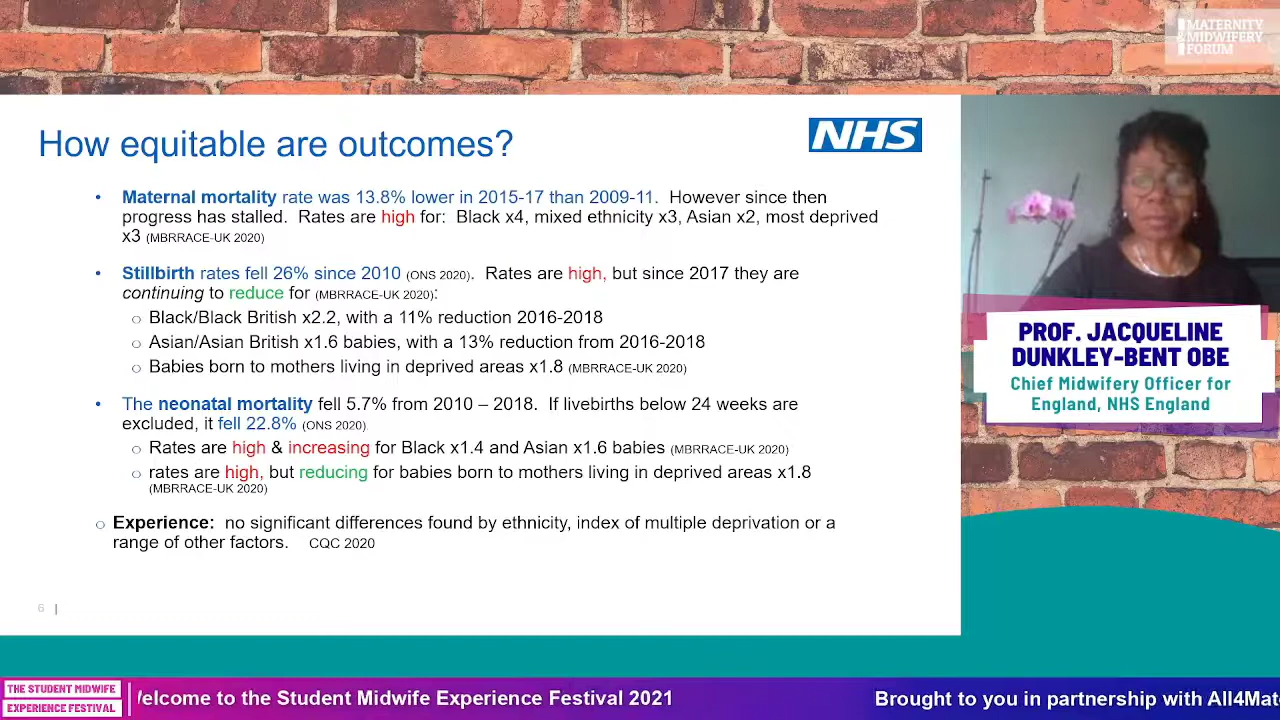 MATERNITY
& MIDWIFERY
FORUM
How equitable are outcomes?
NHS
• Maternal mortality rate was 13.8% lower in 2015-17 than 2009-11. However since then
progress has stalled. Rates are high for: Black x4, mixed ethnicity x3, Asian x2, most deprived
x3 (MBRRACE-UK 2020)
• Stillbirth rates fell 26% since 2010 (ONS 2020). Rates are high, but since 2017 they are
continuing to reduce for (MBRRACE-UK 2020):
○ Black/Black British x2.2, with a 11% reduction 2016-2018
○ Asian/Asian British x1.6 babies, with a 13% reduction from 2016-2018
○ Babies born to mothers living in deprived areas x1.8 (MBRRACE-UK 2020)
• The neonatal mortality fell 5.7% from 2010 – 2018. If livebirths below 24 weeks are
excluded, it fell 22.8% (ONS 2020)
○ Rates are high & increasing for Black x1.4 and Asian x1.6 babies (MBRRACE-UK 2020)
○ rates are high, but reducing for babies born to mothers living in deprived areas x1.8
(MBRRACE-UK 2020)
○ Experience: no significant differences found by ethnicity, index of multiple deprivation or a
range of other factors. CQC 2020
6 |
PROF. JACQUELINE
DUNKLEY-BENT OBE
Chief Midwifery Officer for
England, NHS England
THE STUDENT MIDWIFE
EXPERIENCE FESTIVAL
elcome to the Student Midwife Experience Festival 2021
Brought to you in partnership with All4Mat